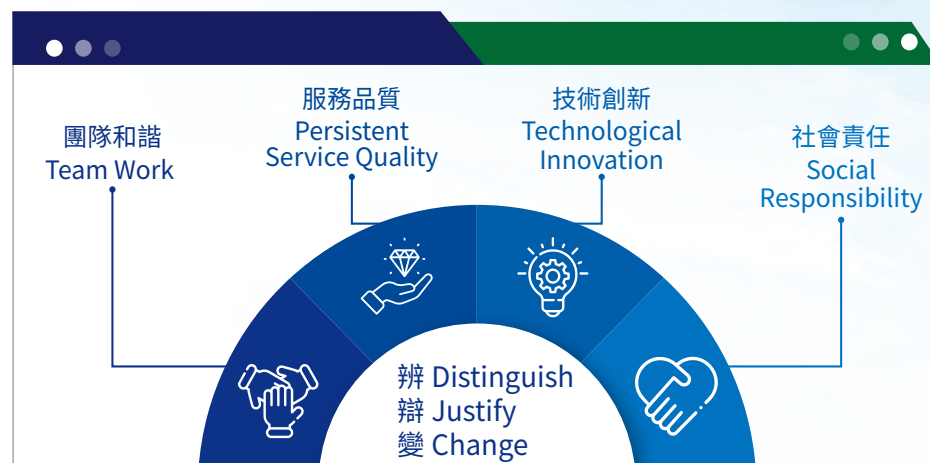 團隊和諧
Team Work
服務品質
Persistent
Service Quality
技術創新
Technological
Innovation
社會責任
Social
Responsibility
辨 Distinguish
辯 Justify
變 Change